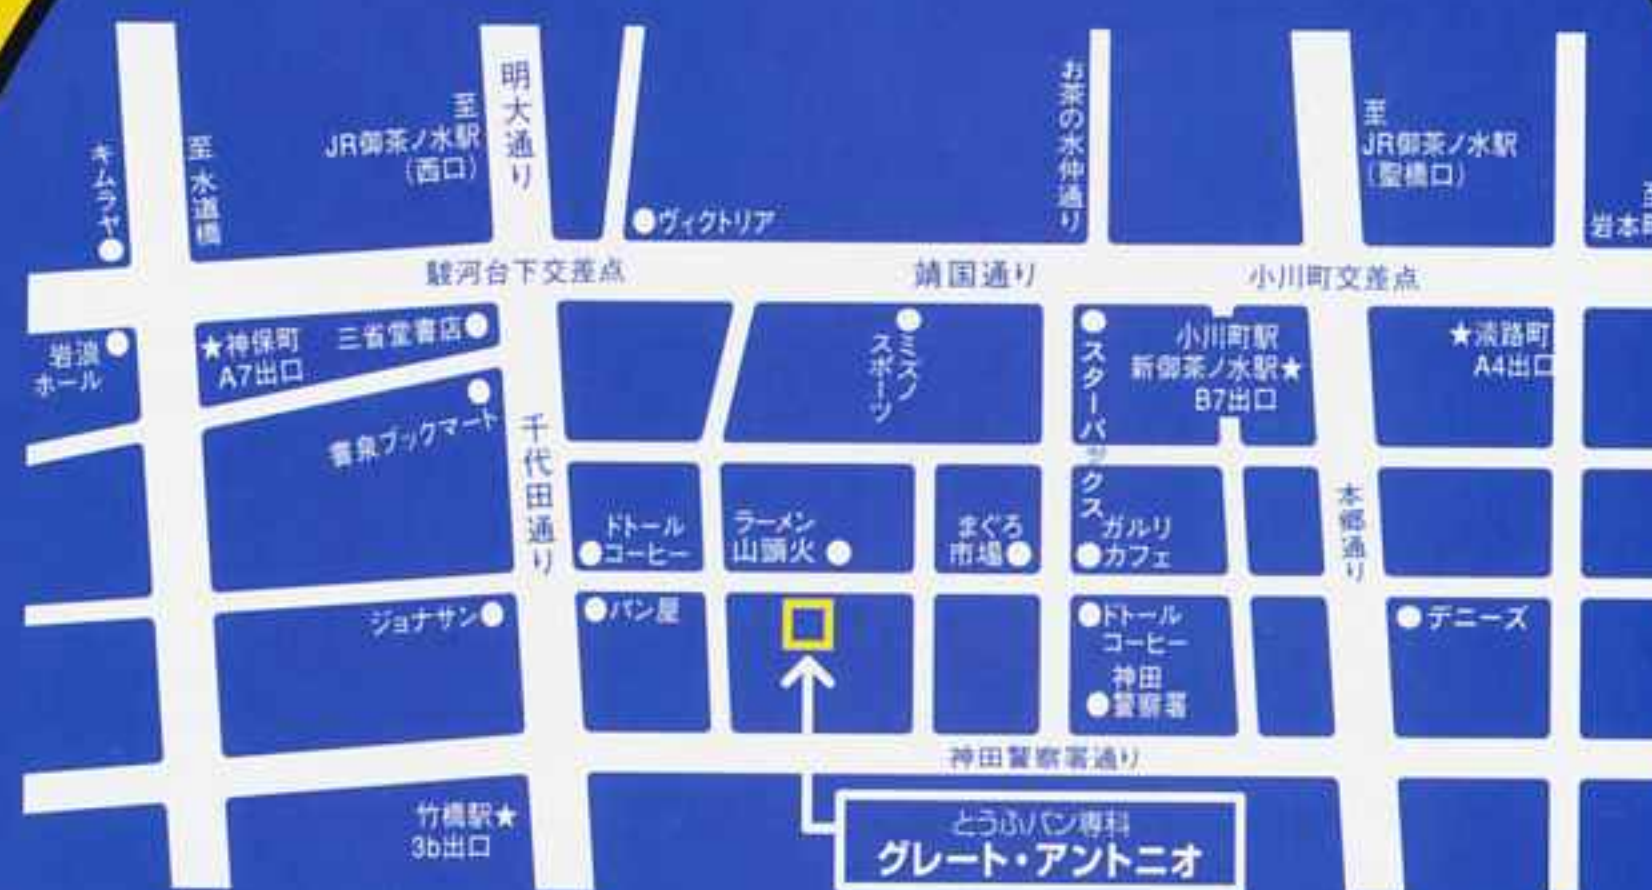 キムラヤ
至 水道橋
至
JR御茶ノ水駅
(西口)
明大通り
ヴィクトリア
お茶の水仲通り
至
JR御茶ノ水駅
(聖橋口)
至
岩本町
駿河台下交差点
靖国通り
小川町交差点
岩波
ホール
★神保町
A7出口
三省堂書店
書泉ブックマート
千代田通り
ミズノ
スポーツ
スターバックス
小川町駅
新御茶ノ水駅★
B7出口
★淡路町
A4出口
ドトール
コーヒー
ラーメン
山頭火
まぐろ
市場
ガルリ
カフェ
本郷通り
ジョナサン
パン屋
ドトール
コーヒー
神田
警察署
デニーズ
神田警察署通り
竹橋駅★
3b出口
とうふパン専科
グレート・アントニオ